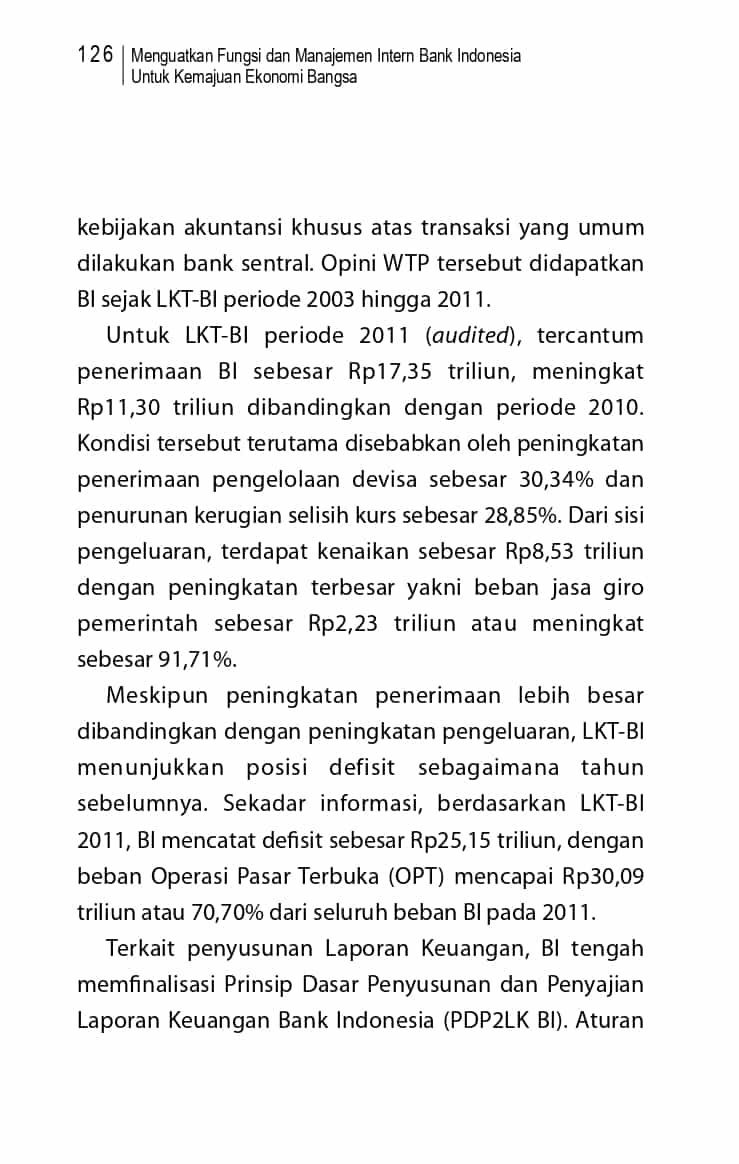 126 Menguatkan Fungsi dan Manajemen Intern Bank Indonesia
Untuk Kemajuan Ekonomi Bangsa
kebijakan akuntansi khusus atas transaksi yang umum
dilakukan bank sentral. Opini WTP tersebut didapatkan
BI sejak LKT-BI periode 2003 hingga 2011.
Untuk LKT-BI periode 2011 (audited), tercantum
penerimaan BI sebesar Rp17,35 triliun, meningkat
Rp11,30 triliun dibandingkan dengan periode 2010.
Kondisi tersebut terutama disebabkan oleh peningkatan
penerimaan pengelolaan devisa sebesar 30,34% dan
penurunan kerugian selisih kurs sebesar 28,85%. Dari sisi
pengeluaran, terdapat kenaikan sebesar Rp8,53 triliun
dengan peningkatan terbesar yakni beban jasa giro
pemerintah sebesar Rp2,23 triliun atau meningkat
sebesar 91,71%.
Meskipun peningkatan penerimaan lebih besar
dibandingkan dengan peningkatan pengeluaran, LKT-BI
menunjukkan posisi defisit sebagaimana tahun
sebelumnya. Sekadar informasi, berdasarkan LKT-BI
2011, BI mencatat defisit sebesar Rp25,15 triliun, dengan
beban Operasi Pasar Terbuka (OPT) mencapai Rp30,09
triliun atau 70,70% dari seluruh beban BI pada 2011.
Terkait penyusunan Laporan Keuangan, BI tengah
memfinalisasi Prinsip Dasar Penyusunan dan Penyajian
Laporan Keuangan Bank Indonesia (PDP2LK BI). Aturan